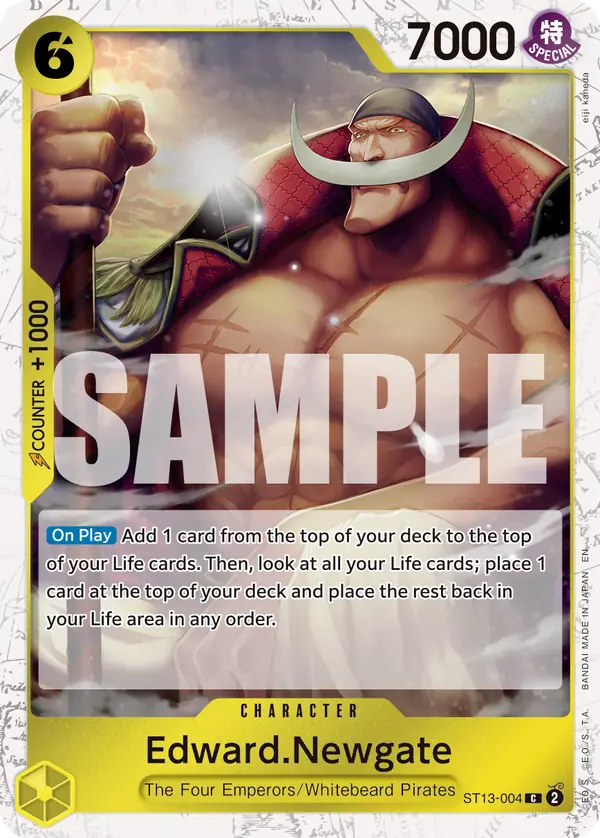 6
7000
特
SPECIAL
eiji kaneda
COUNTER +1000
SAMPLE
On Play Add 1 card from the top of your deck to the top
of your Life cards. Then, look at all your Life cards; place 1
card at the top of your deck and place the rest back in
your Life area in any order.
BANDAI MADE IN JAPAN EN
©E.O./S., T.A.
CHARACTER
Edward.Newgate
The Four Emperors/Whitebeard Pirates
ST13-004 C 2